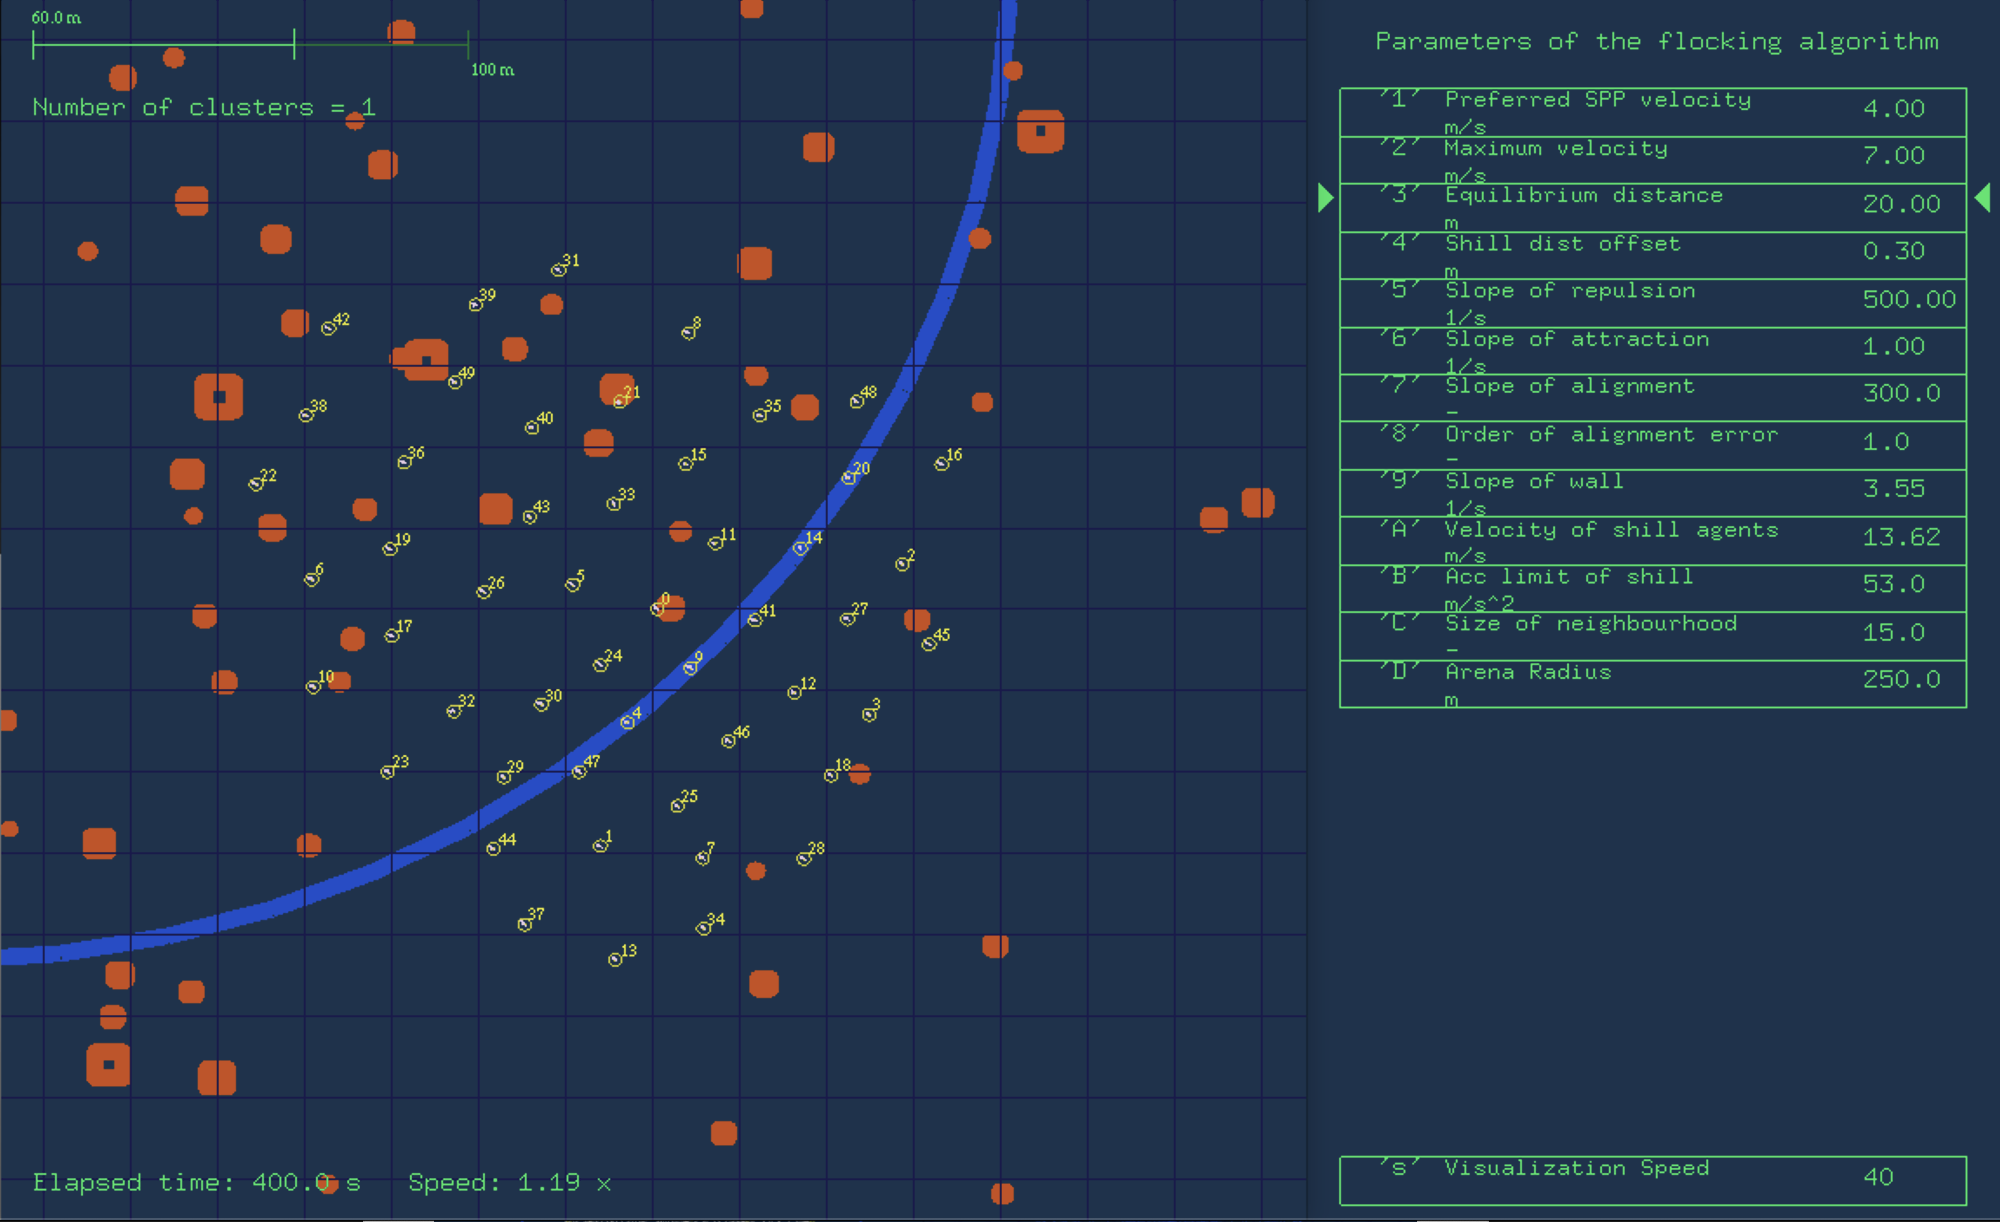 60.0 m
100 m
Number of clusters = 1
31
39
42
8
49
21
48
38
35
40
36
15
16
20
22
33
43
11
14
19
2
6
26
5
0
41
27
17
45
24
9
10
12
32
30
3
4
46
23
29
47
18
25
44
1
7
28
37
34
13
Elapsed time: 400.0 s Speed: 1.19 x
Parameters of the flocking algorithm
'1' Preferred SPP velocity 4.00
m/s
'2' Maximum velocity 7.00
m/s
'3' Equilibrium distance 20.00
m
'4' Shill dist offset 0.30
m
'5' Slope of repulsion 500.00
1/s
'6' Slope of attraction 1.00
1/s
'7' Slope of alignment 300.0
-
'8' Order of alignment error 1.0
-
'9' Slope of wall 3.55
1/s
'A' Velocity of shill agents 13.62
m/s
'B' Acc limit of shill 53.0
m/s^2
'C' Size of neighbourhood 15.0
-
'D' Arena Radius 250.0
m
's' Visualization Speed 40